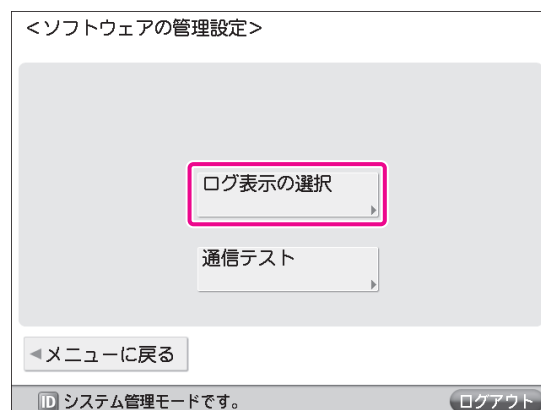 <ソフトウェアの管理設定>
ログ表示の選択
通信テスト
メニューに戻る
ID システム管理モードです。 ログアウト